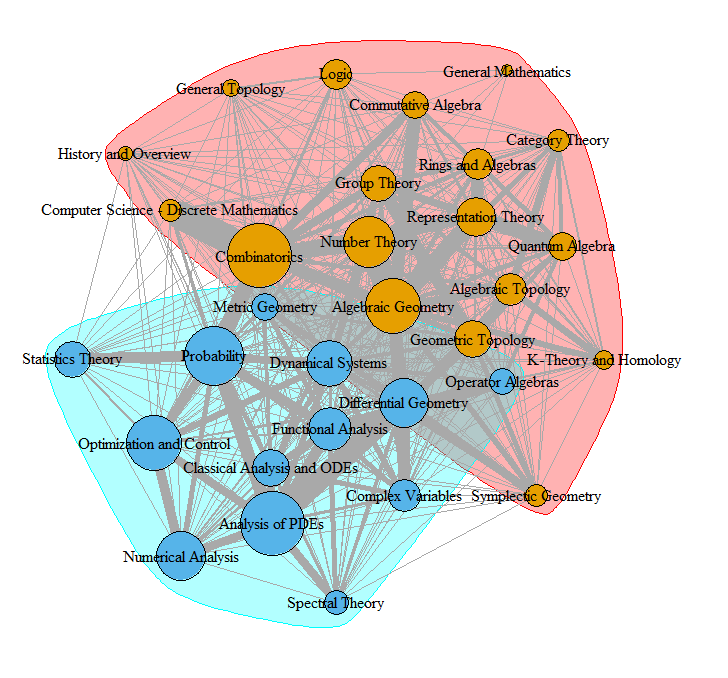 Logic
General Mathematics
General Topology
Commutative Algebra
Category Theory
History and Overview
Rings and Algebras
Group Theory
Computer Science - Discrete Mathematics
Representation Theory
Number Theory
Quantum Algebra
Combinatorics
Algebraic Topology
Metric Geometry
Algebraic Geometry
Geometric Topology
Probability
Statistics Theory
K-Theory and Homology
Dynamical Systems
Operator Algebras
Differential Geometry
Functional Analysis
Optimization and Control
Classical Analysis and ODEs
Complex Variables
Symplectic Geometry
Analysis of PDEs
Numerical Analysis
Spectral Theory